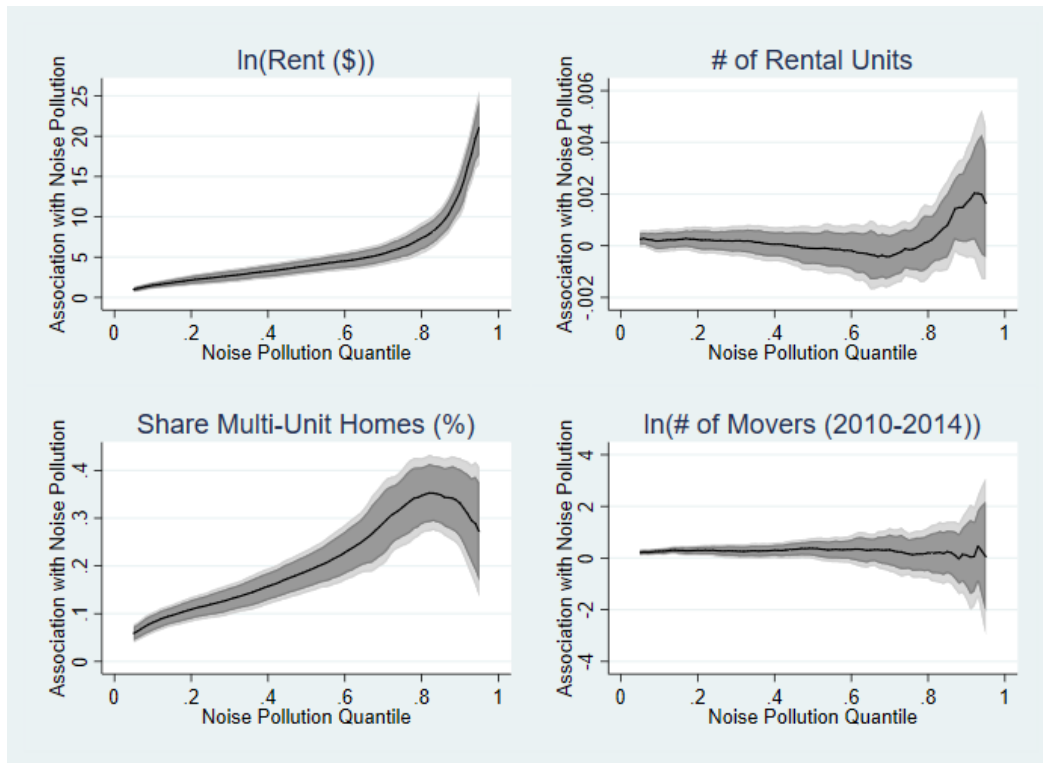 ln(Rent ($))
Association with Noise Pollution
25
20
15
10
5
0
0 .2 .4 .6 .8 1
Noise Pollution Quantile
# of Rental Units
Association with Noise Pollution
.006
.004
.002
0
-.002
0 .2 .4 .6 .8 1
Noise Pollution Quantile
Share Multi-Unit Homes (%)
Association with Noise Pollution
.4
.3
.2
.1
0
0 .2 .4 .6 .8 1
Noise Pollution Quantile
ln(# of Movers (2010-2014))
Association with Noise Pollution
4
2
0
-2
-4
0 .2 .4 .6 .8 1
Noise Pollution Quantile